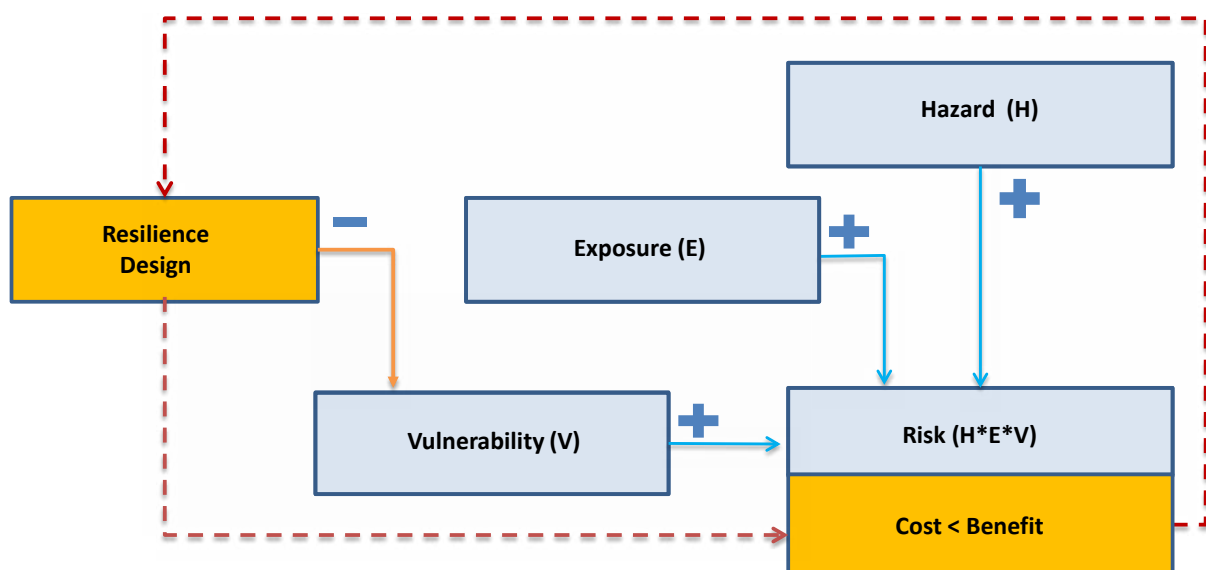 Hazard (H)
Resilience
Design
−
Exposure (E)
+
+
Vulnerability (V)
+
Risk (H*E*V)
Cost < Benefit